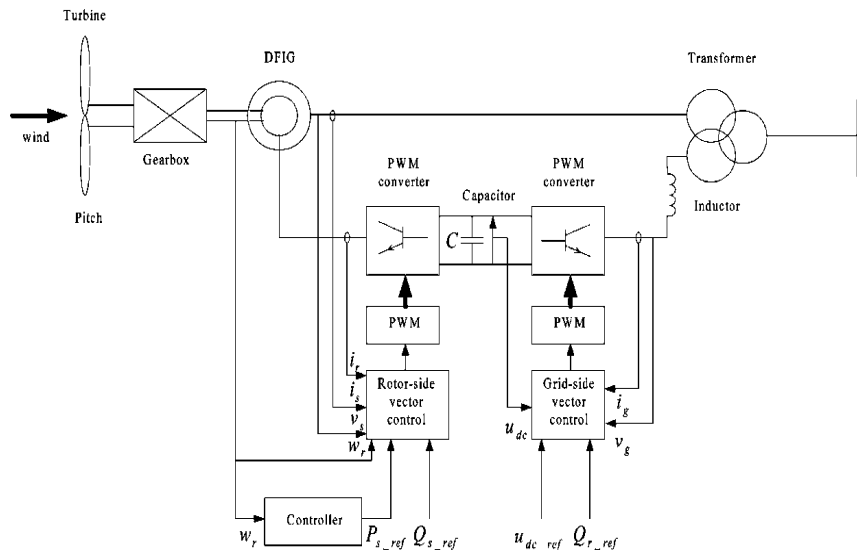 Turbine
DFIG
Transformer
wind
Gearbox
PWM
converter
PWM
converter
Capacitor
Pitch
Inductor
C
PWM
PWM
i_r
i_s
v_s
w_r
Rotor-side
vector
control
u_dc
Grid-side
vector
control
i_g
v_g
w_r
Controller
P_s_ref
Q_s_ref
u_dc_ref
Q_r_ref